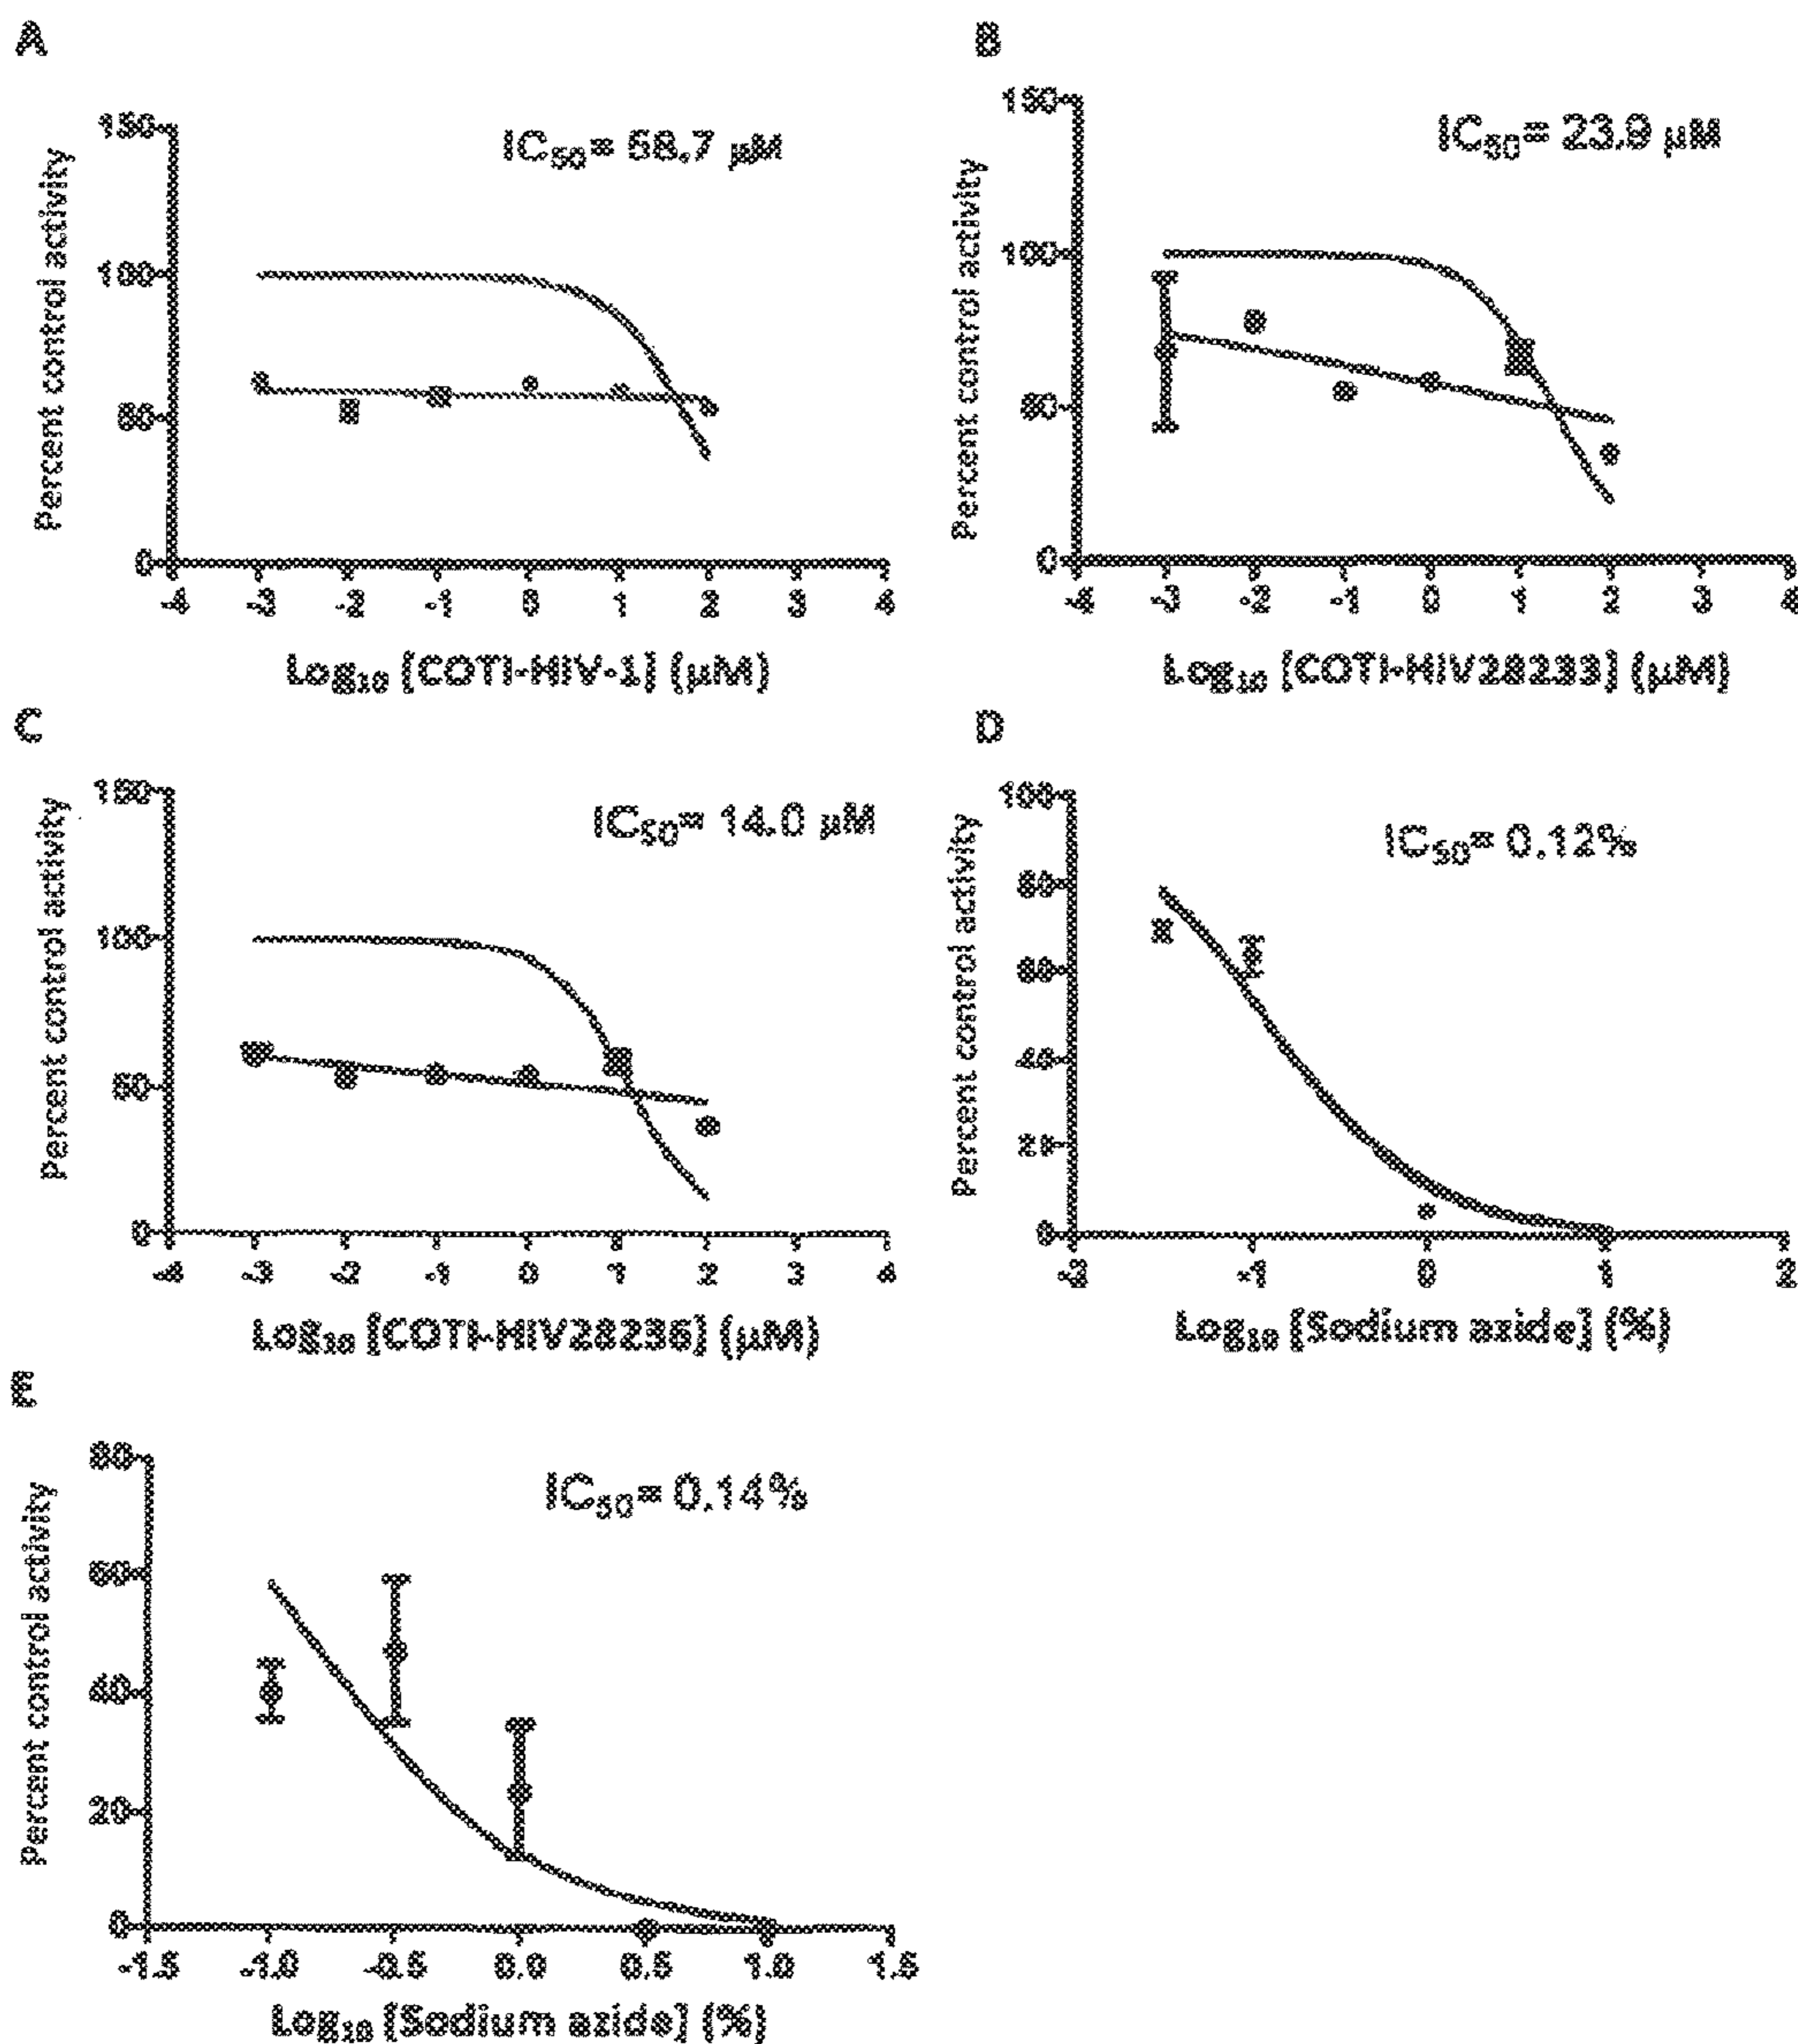 A
IC50= 58.7 µM
Percent control activity
150
100
50
0
-4 -3 -2 -1 0 1 2 3 4
Log10 [COTI-HIV-1] (µM)
B
IC50= 23.9 µM
Percent control activity
150
100
50
0
-4 -3 -2 -1 0 1 2 3 4
Log10 [COTI-HIV28233] (µM)
C
IC50= 14.0 µM
Percent control activity
150
100
50
0
-4 -3 -2 -1 0 1 2 3 4
Log10 [COTI-HIV28236] (µM)
D
IC50= 0.12%
Percent control activity
100
80
60
40
20
0
-2 -1 0 1 2
Log10 [Sodium azide] (%)
E
IC50= 0.14%
Percent control activity
80
60
40
20
0
-1.5 -1.0 -0.5 0.0 0.5 1.0 1.5
Log10 [Sodium azide] (%)